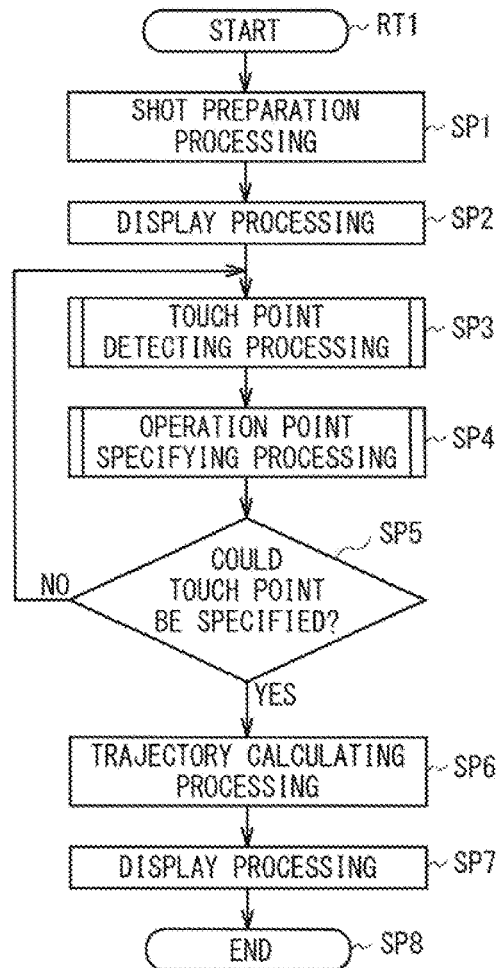 START
RT1
SHOT PREPARATION
PROCESSING
SP1
DISPLAY PROCESSING
SP2
TOUCH POINT
DETECTING PROCESSING
SP3
OPERATION POINT
SPECIFYING PROCESSING
SP4
SP5
COULD
TOUCH POINT
BE SPECIFIED?
NO
YES
TRAJECTORY CALCULATING
PROCESSING
SP6
DISPLAY PROCESSING
SP7
END
SP8